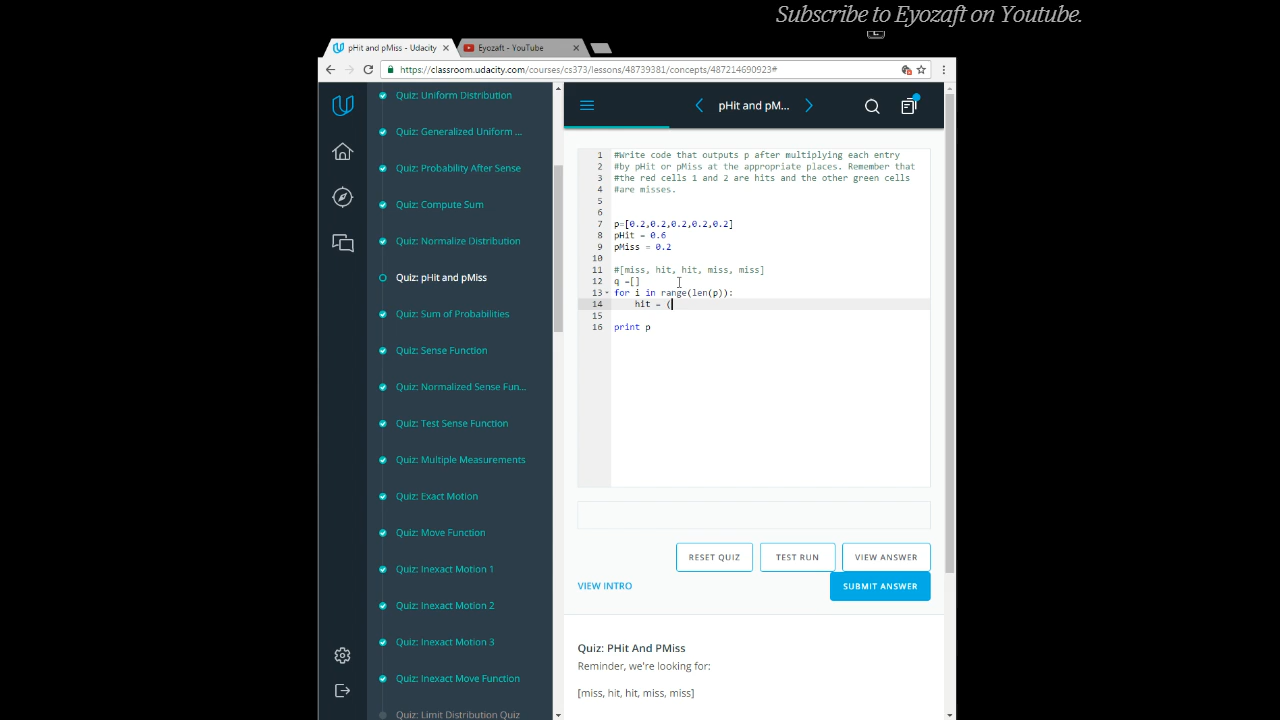 Subscribe to Eyozaft on Youtube.
pHit and pMiss - Udacity
Eyozaft - YouTube
https://classroom.udacity.com/courses/cs373/lessons/48739381/concepts/487214690923#
Quiz: Uniform Distribution
Quiz: Generalized Uniform ...
Quiz: Probability After Sense
Quiz: Compute Sum
Quiz: Normalize Distribution
Quiz: pHit and pMiss
Quiz: Sum of Probabilities
Quiz: Sense Function
Quiz: Normalized Sense Fun...
Quiz: Test Sense Function
Quiz: Multiple Measurements
Quiz: Exact Motion
Quiz: Move Function
Quiz: Inexact Motion 1
Quiz: Inexact Motion 2
Quiz: Inexact Motion 3
Quiz: Inexact Move Function
Quiz: Limit Distribution Quiz
pHit and pM...
1 #Write code that outputs p after multiplying each entry
2 #by pHit or pMiss at the appropriate places. Remember that
3 #the red cells 1 and 2 are hits and the other green cells
4 #are misses.
5
6
7 p=[0.2,0.2,0.2,0.2,0.2]
8 pHit = 0.6
9 pMiss = 0.2
10
11 #[miss, hit, hit, miss, miss]
12 q =[]
13 for i in range(len(p)):
14 hit = (
15
16 print p
RESET QUIZ
TEST RUN
VIEW ANSWER
VIEW INTRO
SUBMIT ANSWER
Quiz: PHit And PMiss
Reminder, we're looking for:
[miss, hit, hit, miss, miss]